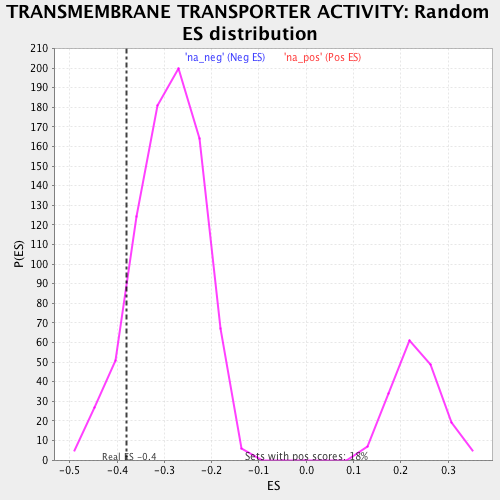 TRANSMEMBRANE TRANSPORTER ACTIVITY: Random
ES distribution
'na_neg' (Neg ES) 'na_pos' (Pos ES)
210
200
190
180
170
160
150
140
130
120
110
100
90
80
70
60
50
40
30
20
10
0
P(ES)
Real ES -0.4
Sets with pos scores: 18%
-0.5 -0.4 -0.3 -0.2 -0.1 0.0 0.1 0.2 0.3
ES